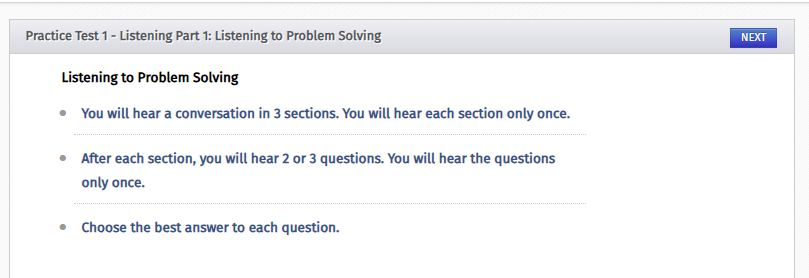 Practice Test 1 - Listening Part 1: Listening to Problem Solving
NEXT
Listening to Problem Solving
You will hear a conversation in 3 sections. You will hear each section only once.
After each section, you will hear 2 or 3 questions. You will hear the questions
only once.
Choose the best answer to each question.